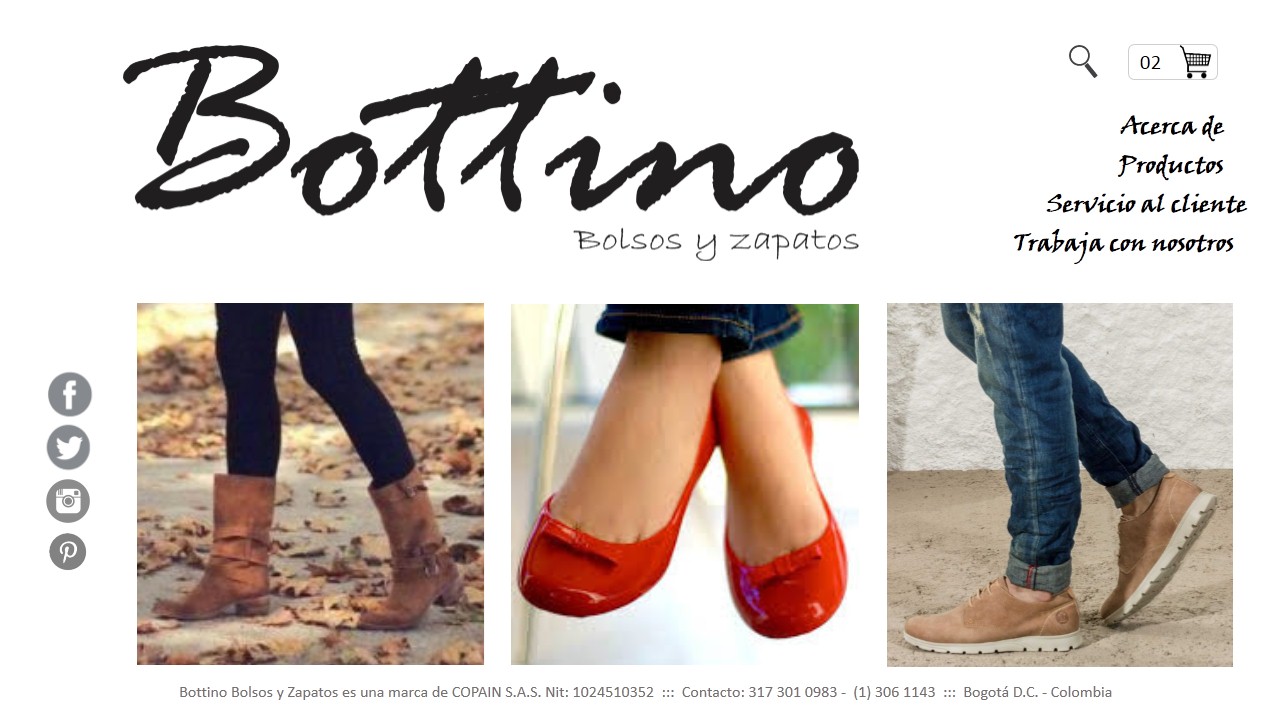 Bottino
Bolsos y zapatos
02
Acerca de
Productos
Servicio al cliente
Trabaja con nosotros
Bottino Bolsos y Zapatos es una marca de COPAIN S.A.S. Nit: 1024510352 ::: Contacto: 317 301 0983 - (1) 306 1143 ::: Bogotá D.C. - Colombia